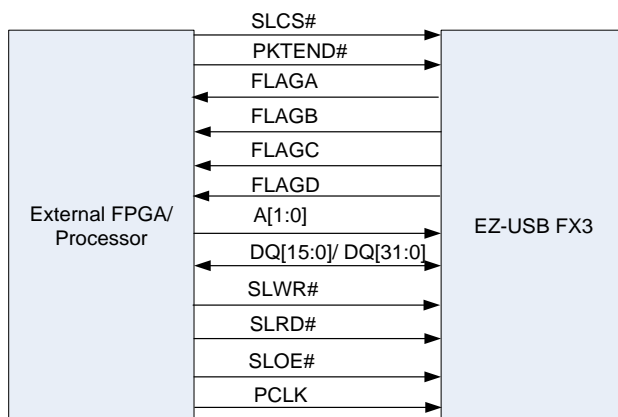 SLCS#
PKTEND#
FLAGA
FLAGB
FLAGC
FLAGD
External FPGA/
Processor
A[1:0]
EZ-USB FX3
DQ[15:0]/ DQ[31:0]
SLWR#
SLRD#
SLOE#
PCLK